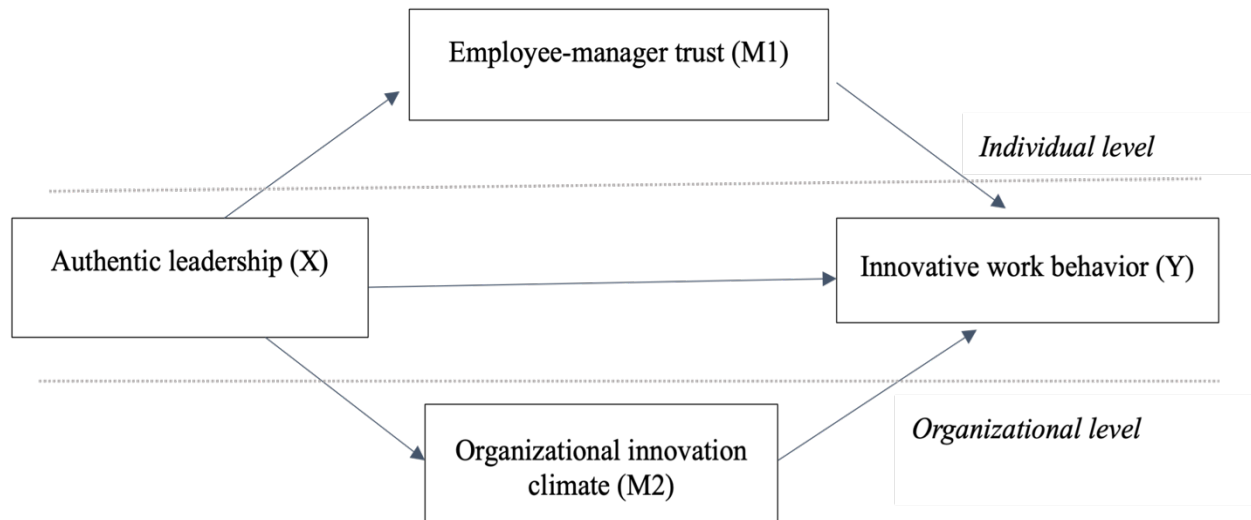 Employee-manager trust (M1)
Individual level
Authentic leadership (X)
Innovative work behavior (Y)
Organizational level
Organizational innovation
climate (M2)